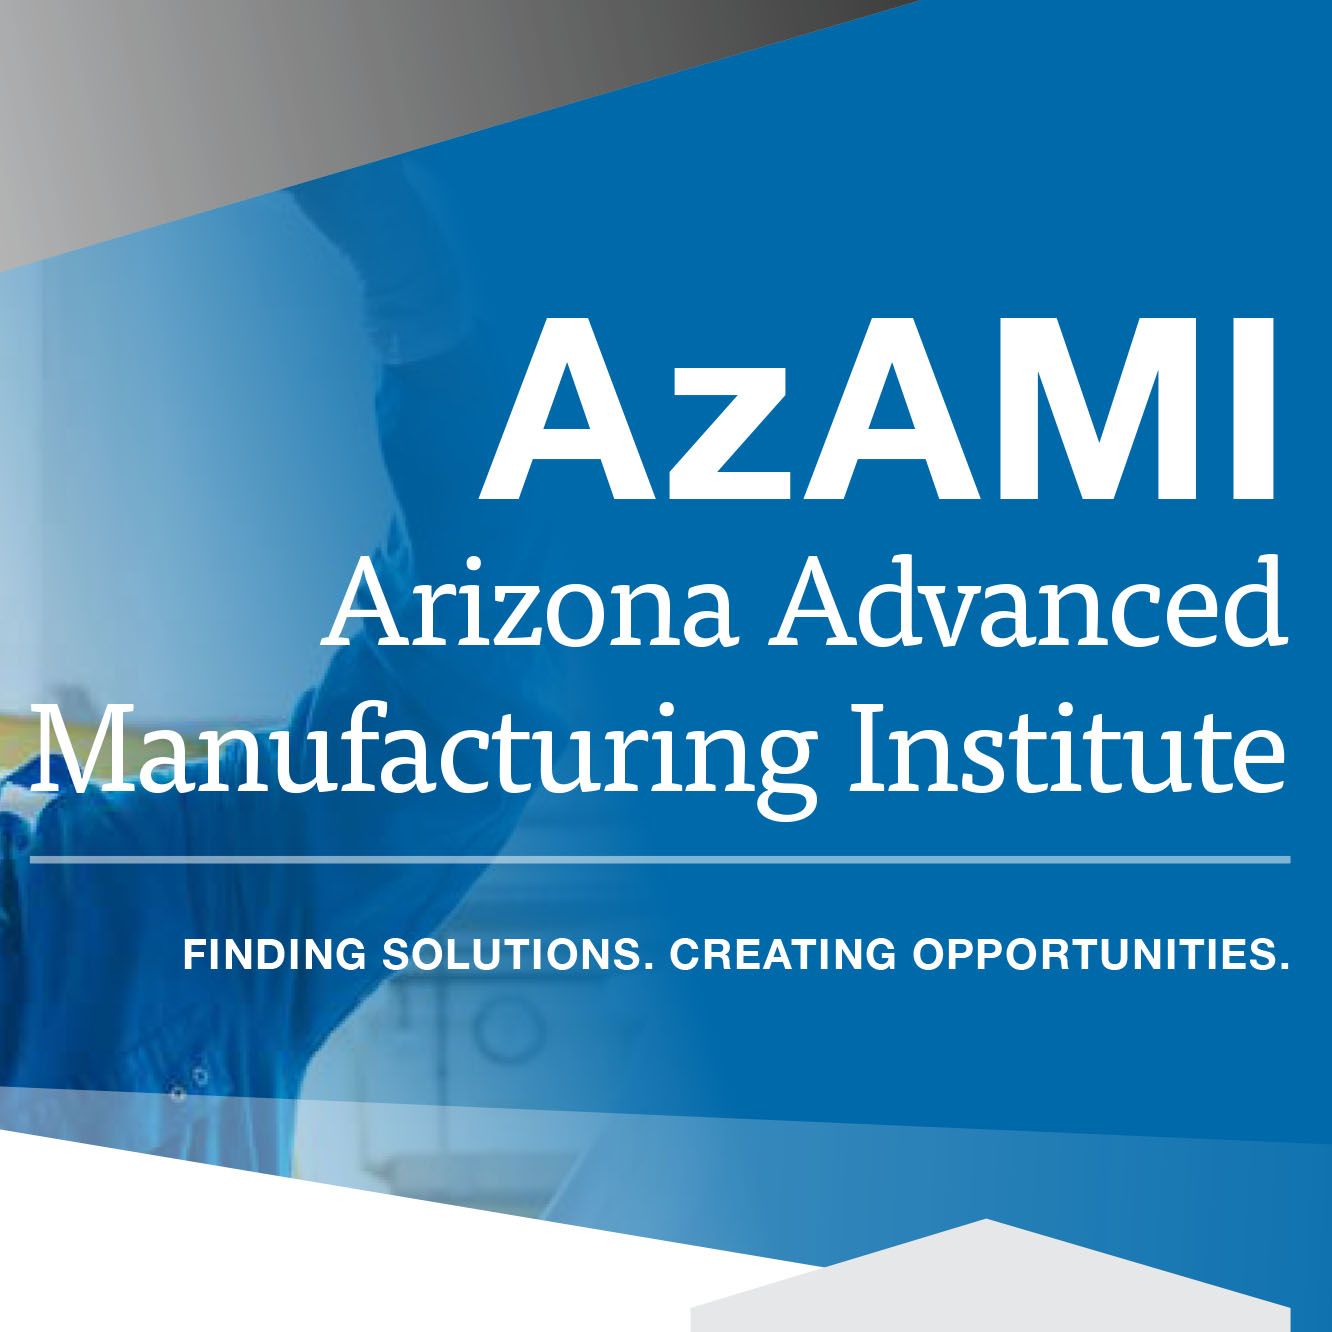 AzAMI
Arizona Advanced
Manufacturing Institute
FINDING SOLUTIONS. CREATING OPPORTUNITIES.